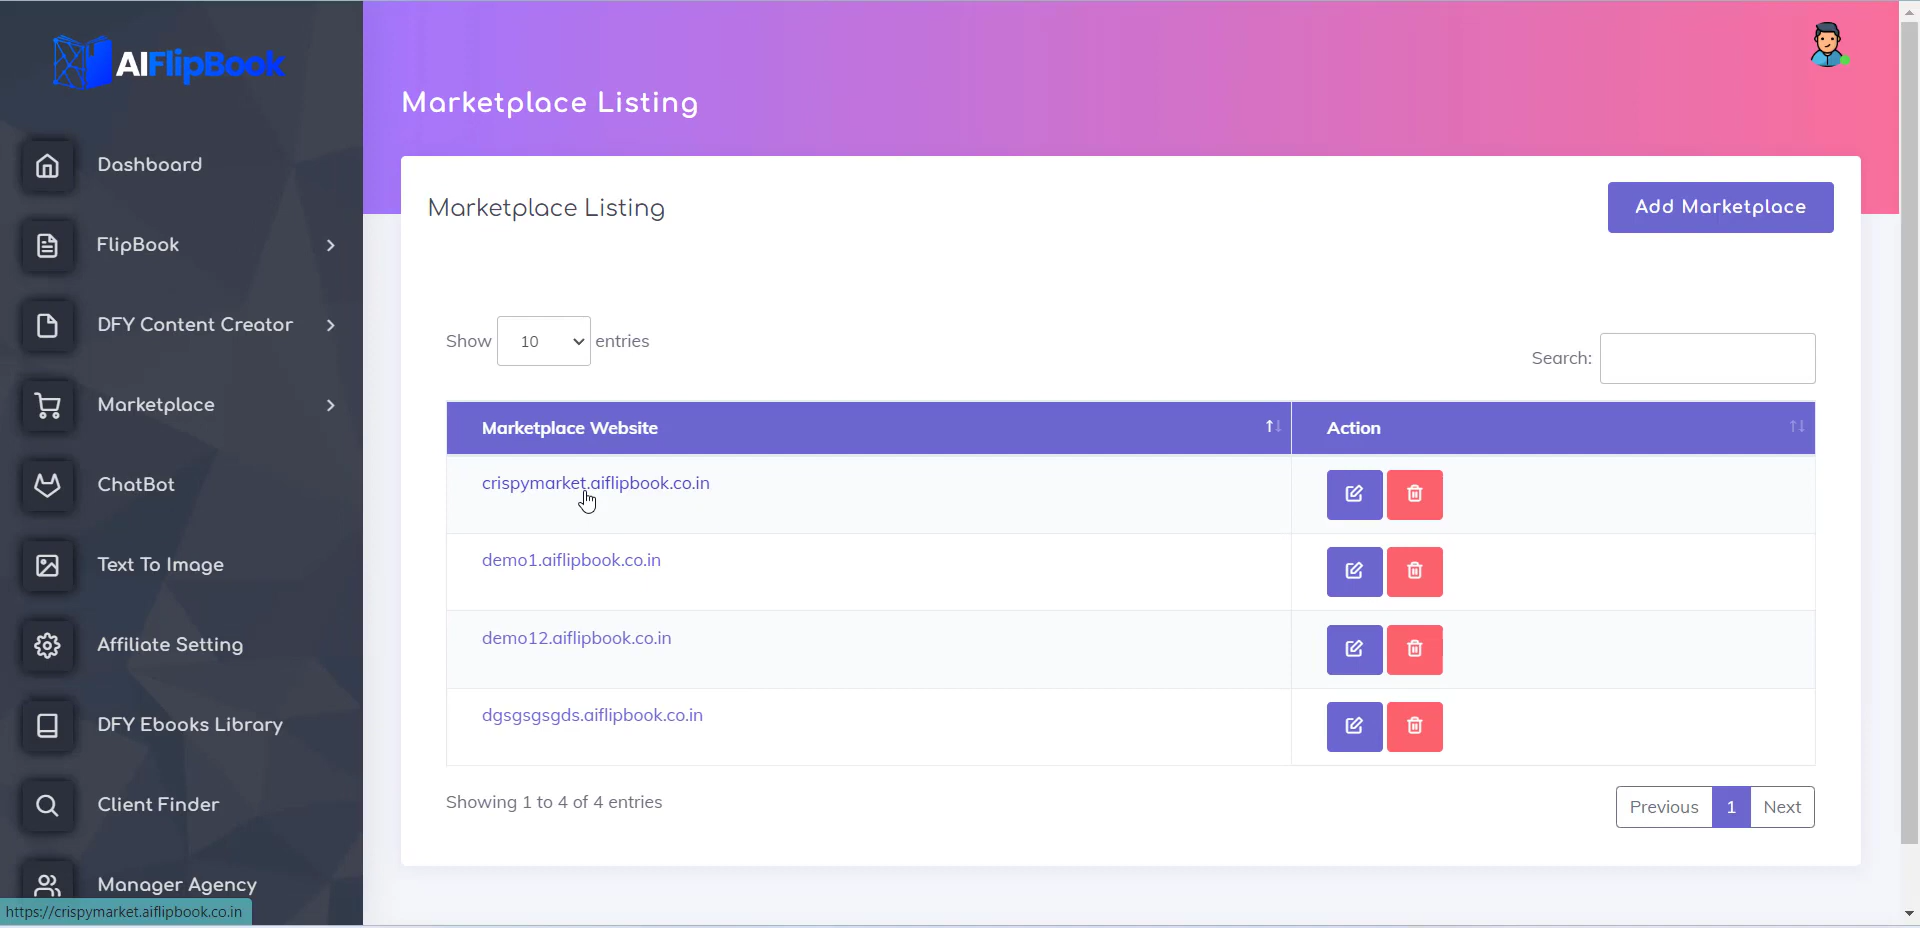 AIFlipBook
Marketplace Listing
Dashboard
FlipBook
DFY Content Creator
Marketplace
ChatBot
Text To Image
Affiliate Setting
DFY Ebooks Library
Client Finder
Manager Agency
Marketplace Listing
Add Marketplace
Show 10 entries
Search:
Marketplace Website Action
crispymarket.aiflipbook.co.in
demo1.aiflipbook.co.in
demo12.aiflipbook.co.in
dgsgsgsgds.aiflipbook.co.in
Showing 1 to 4 of 4 entries
Previous 1 Next
https://crispymarket.aiflipbook.co.in